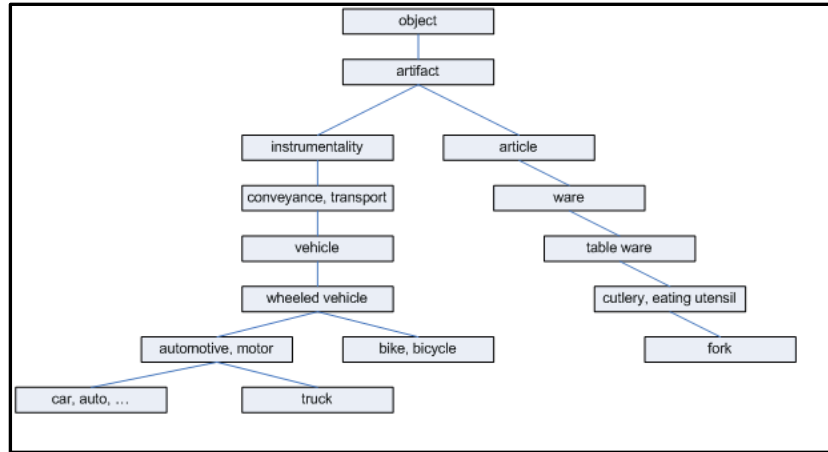 object
artifact
instrumentality
article
conveyance, transport
ware
vehicle
table ware
wheeled vehicle
cutlery, eating utensil
automotive, motor
bike, bicycle
fork
car, auto, …
truck